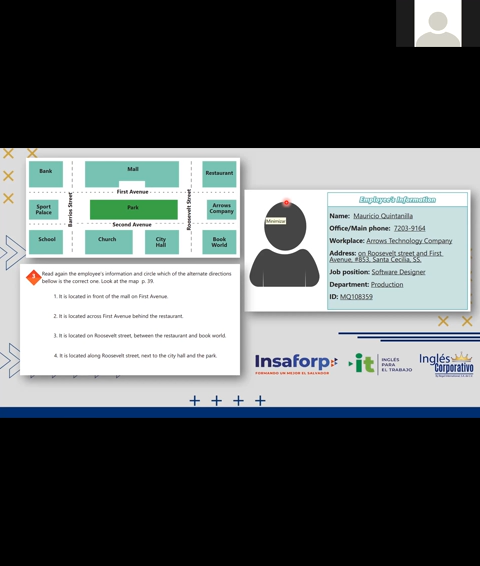 Bank
Mall
Restaurant
First Avenue
Sport
Palace
Barrios Street
Park
Roosevelt Street
Arrows
Company
Second Avenue
School
Church
City
Hall
Book
World
3
Read again the employee's information and circle which of the alternate directions
bellow is the correct one. Look at the map p. 39.
1. It is located in front of the mall on First Avenue.
2. It is located across First Avenue behind the restaurant.
3. It is located on Roosevelt street, between the restaurant and book world.
4. It is located along Roosevelt street, next to the city hall and the park.
Employee's Information
Name: Mauricio Quintanilla
Office/Main phone: 7203-9164
Workplace: Arrows Technology Company
Address: on Roosevelt street and First
Avenue, #853, Santa Cecilia, SS.
Job position: Software Designer
Department: Production
ID: MQ108359
Insaforp
FORMANDO UN MEJOR EL SALVADOR
it
INGLÉS
PARA
EL TRABAJO
Inglés
Corporativo